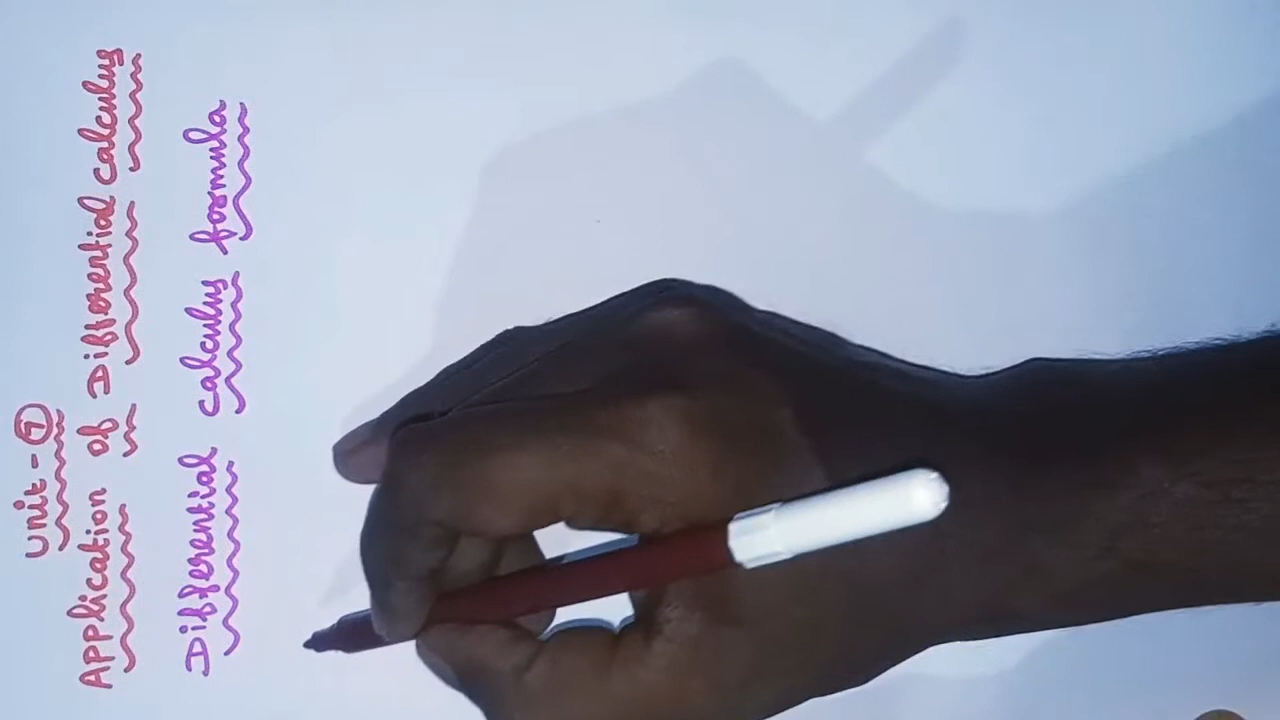 Unit - ⑦
Application of Differential calculus
Differential calculus formula